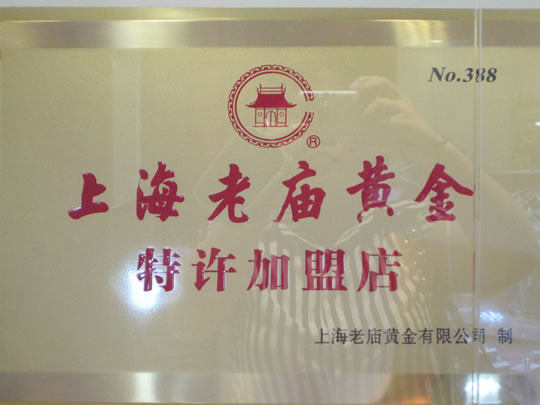 No.388
®
上海老庙黄金
特许加盟店
上海老庙黄金有限公司 制